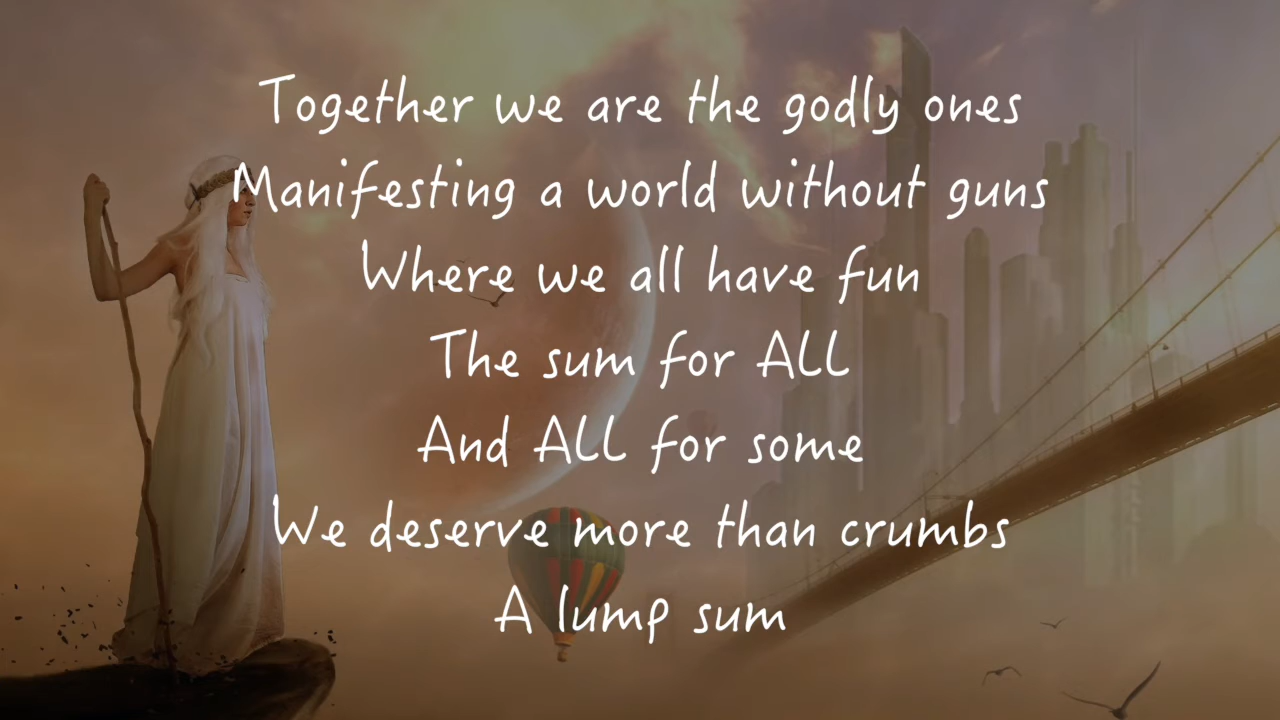 Together we are the godly ones
Manifesting a world without guns
Where we all have fun
The sum for ALL
And ALL for some
We deserve more than crumbs
A lump sum